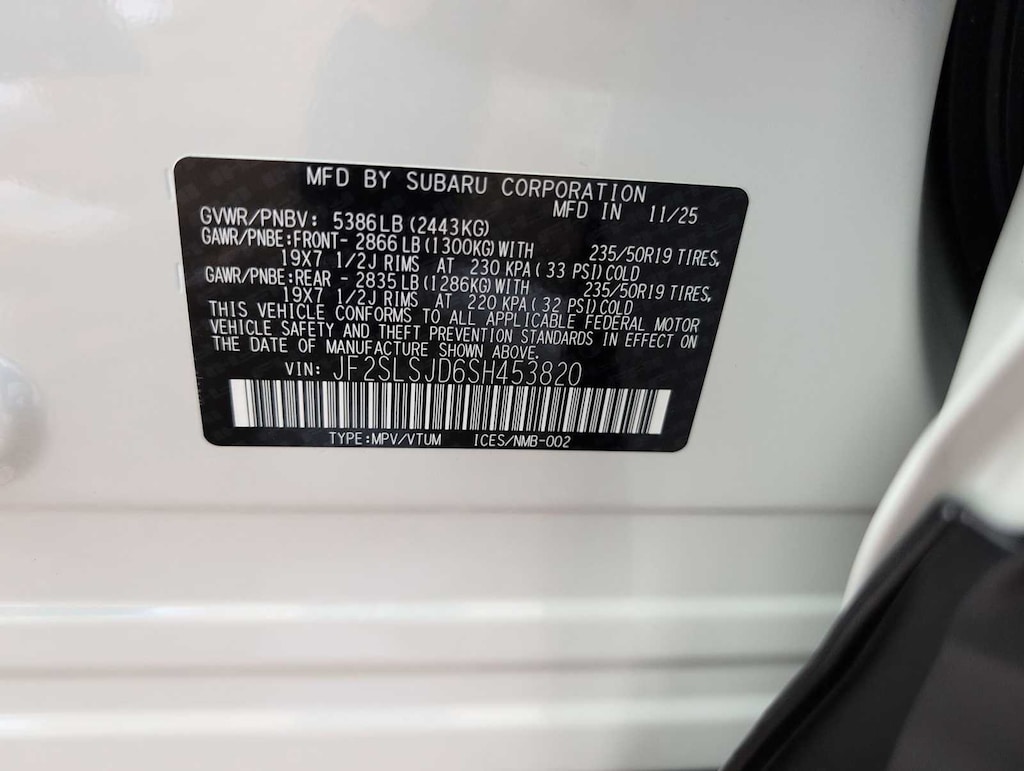 MFD BY SUBARU CORPORATION
MFD IN 11/25
GVWR/PNBV: 5386LB (2443KG)
GAWR/PNBE:FRONT- 2866 LB(1300KG)WITH 235/50R19 TIRES,
19X7 1/2J RIMS AT 230 KPA( 33 PSI)COLD
GAWR/PNBE:REAR - 2835 LB(1286KG)WITH 235/50R19 TIRES,
19X7 1/2J RIMS AT 220 KPA( 32 PSI)COLD
THIS VEHICLE CONFORMS TO ALL APPLICABLE FEDERAL MOTOR
VEHICLE SAFETY AND THEFT PREVENTION STANDARDS IN EFFECT ON
THE DATE OF MANUFACTURE SHOWN ABOVE.
VIN: JF2SLSJD6SH453820
TYPE:MPV/VTUM ICES/NMB-002